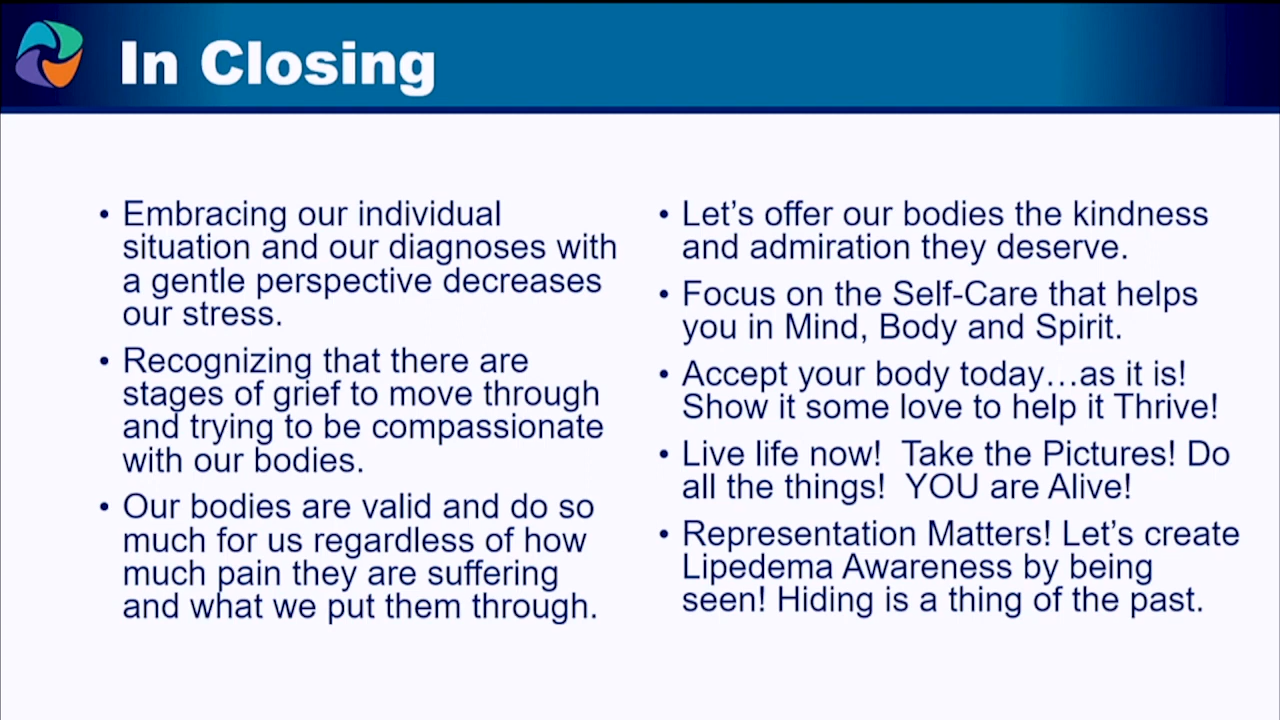 In Closing
• Embracing our individual
situation and our diagnoses with
a gentle perspective decreases
our stress.
• Recognizing that there are
stages of grief to move through
and trying to be compassionate
with our bodies.
• Our bodies are valid and do so
much for us regardless of how
much pain they are suffering
and what we put them through.
• Let’s offer our bodies the kindness
and admiration they deserve.
• Focus on the Self-Care that helps
you in Mind, Body and Spirit.
• Accept your body today…as it is!
Show it some love to help it Thrive!
• Live life now!  Take the Pictures! Do
all the things!  YOU are Alive!
• Representation Matters! Let’s create
Lipedema Awareness by being
seen! Hiding is a thing of the past.